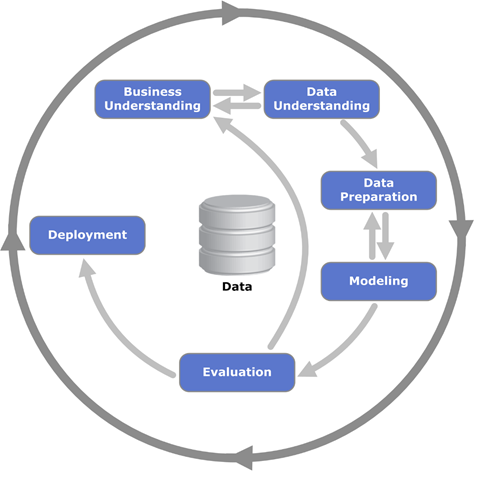 Business
Understanding
Data
Understanding
Data
Preparation
Deployment
Data
Modeling
Evaluation